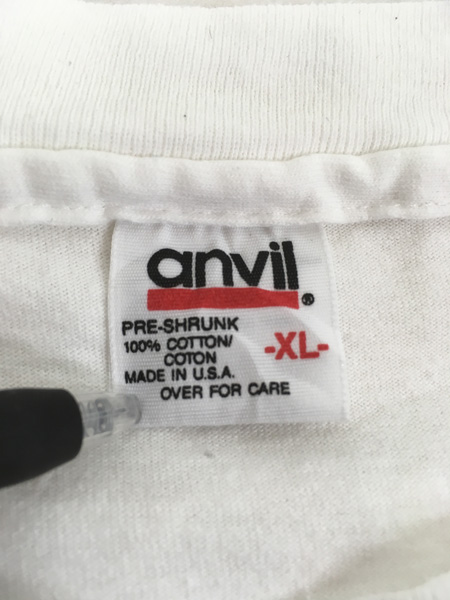 anvil®
PRE-SHRUNK
100% COTTON/
COTON
-XL-
MADE IN U.S.A.
OVER FOR CARE